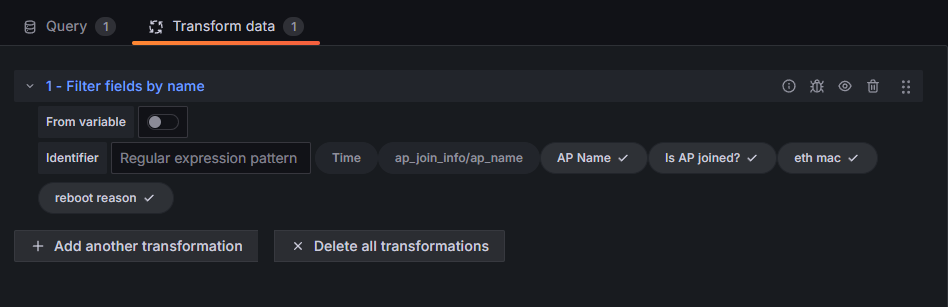 Query 1 Transform data 1
1 - Filter fields by name
From variable
Identifier Regular expression pattern Time ap_join_info/ap_name AP Name Is AP joined? eth mac
reboot reason
Add another transformation Delete all transformations